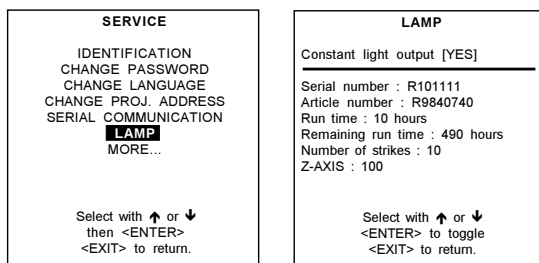 SERVICE
IDENTIFICATION
CHANGE PASSWORD
CHANGE LANGUAGE
CHANGE PROJ. ADDRESS
SERIAL COMMUNICATION
LAMP
MORE...
Select with ↑ or ↓
then <ENTER>
<EXIT> to return.
LAMP
Constant light output [YES]
Serial number : R101111
Article number : R9840740
Run time : 10 hours
Remaining run time : 490 hours
Number of strikes : 10
Z-AXIS : 100
Select with ↑ or ↓
<ENTER> to toggle
<EXIT> to return.